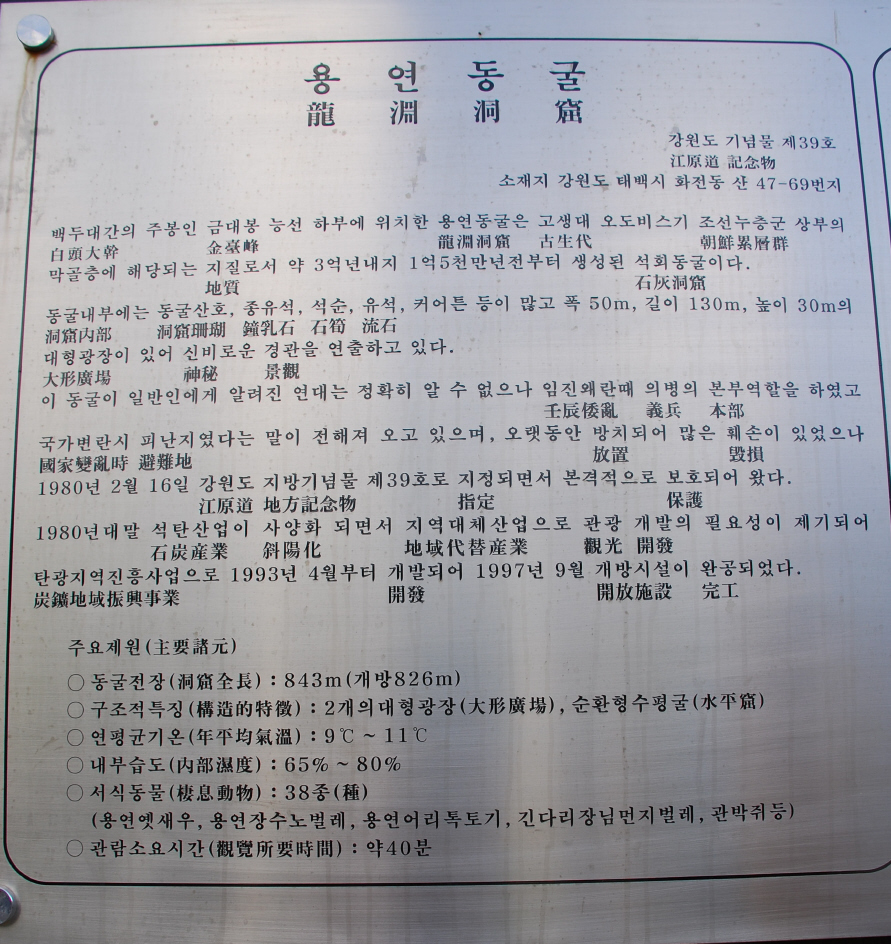 용 연 동 굴
龍 淵 洞 窟
강원도 기념물 제39호
江原道 記念物
소재지 강원도 태백시 화전동 산 47-69번지
백두대간의 주봉인 금대봉 능선 하부에 위치한 용연동굴은 고생대 오도비스기 조선누층군 상부의
白頭大幹 金臺峰 龍淵洞窟 古生代 朝鮮累層群
막골층에 해당되는 지질로서 약 3억년내지 1억5천만년전부터 생성된 석회동굴이다.
地質 石灰洞窟
동굴내부에는 동굴산호, 종유석, 석순, 유석, 커어튼 등이 많고 폭 50m, 길이 130m, 높이 30m의
洞窟内部 洞窟珊瑚 鐘乳石 石筍 流石
대형광장이 있어 신비로운 경관을 연출하고 있다.
大形廣場 神秘 景觀
이 동굴이 일반인에게 알려진 연대는 정확히 알 수 없으나 임진왜란때 의병의 본부역할을 하였고
壬辰倭亂 義兵 本部
국가변란시 피난지였다는 말이 전해져 오고 있으며, 오랫동안 방치되어 많은 훼손이 있었으나
國家變亂時 避難地 放置 毁損
1980년 2월 16일 강원도 지방기념물 제39호로 지정되면서 본격적으로 보호되어 왔다.
江原道 地方記念物 指定 保護
1980년대말 석탄산업이 사양화 되면서 지역대체산업으로 관광 개발의 필요성이 제기되어
石炭産業 斜陽化 地域代替産業 觀光 開發
탄광지역진흥사업으로 1993년 4월부터 개발되어 1997년 9월 개방시설이 완공되었다.
炭鑛地域振興事業 開發 開放施設 完工
주요제원(主要諸元)
○ 동굴전장(洞窟全長) : 843m(개방826m)
○ 구조적특징(構造的特徵) : 2개의대형광장(大形廣場), 순환형수평굴(水平窟)
○ 연평균기온(年平均氣溫) : 9℃ ~ 11℃
○ 내부습도(内部濕度) : 65% ~ 80%
○ 서식동물(棲息動物) : 38종(種)
(용연옛새우, 용연장수노벌레, 용연어리톡토기, 긴다리장님먼지벌레, 관박쥐등)
○ 관람소요시간(觀覽所要時間) : 약40분